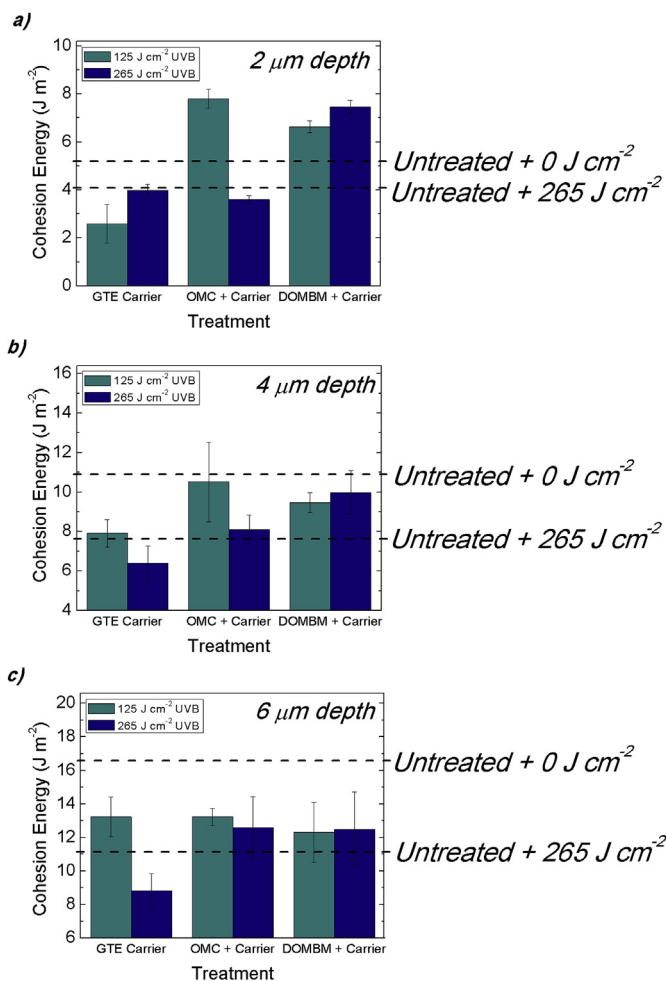 a)
10
8
6
4
2
0
Cohesion Energy (J m⁻²)
125 J cm⁻² UVB
265 J cm⁻² UVB
2 μm depth
Untreated + 0 J cm⁻²
Untreated + 265 J cm⁻²
GTE Carrier
OMC + Carrier
DOMBM + Carrier
Treatment
b)
16
14
12
10
8
6
4
Cohesion Energy (J m⁻²)
125 J cm⁻² UVB
265 J cm⁻² UVB
4 μm depth
Untreated + 0 J cm⁻²
Untreated + 265 J cm⁻²
GTE Carrier
OMC + Carrier
DOMBM + Carrier
Treatment
c)
20
18
16
14
12
10
8
6
Cohesion Energy (J m⁻²)
125 J cm⁻² UVB
265 J cm⁻² UVB
6 μm depth
Untreated + 0 J cm⁻²
Untreated + 265 J cm⁻²
GTE Carrier
OMC + Carrier
DOMBM + Carrier
Treatment